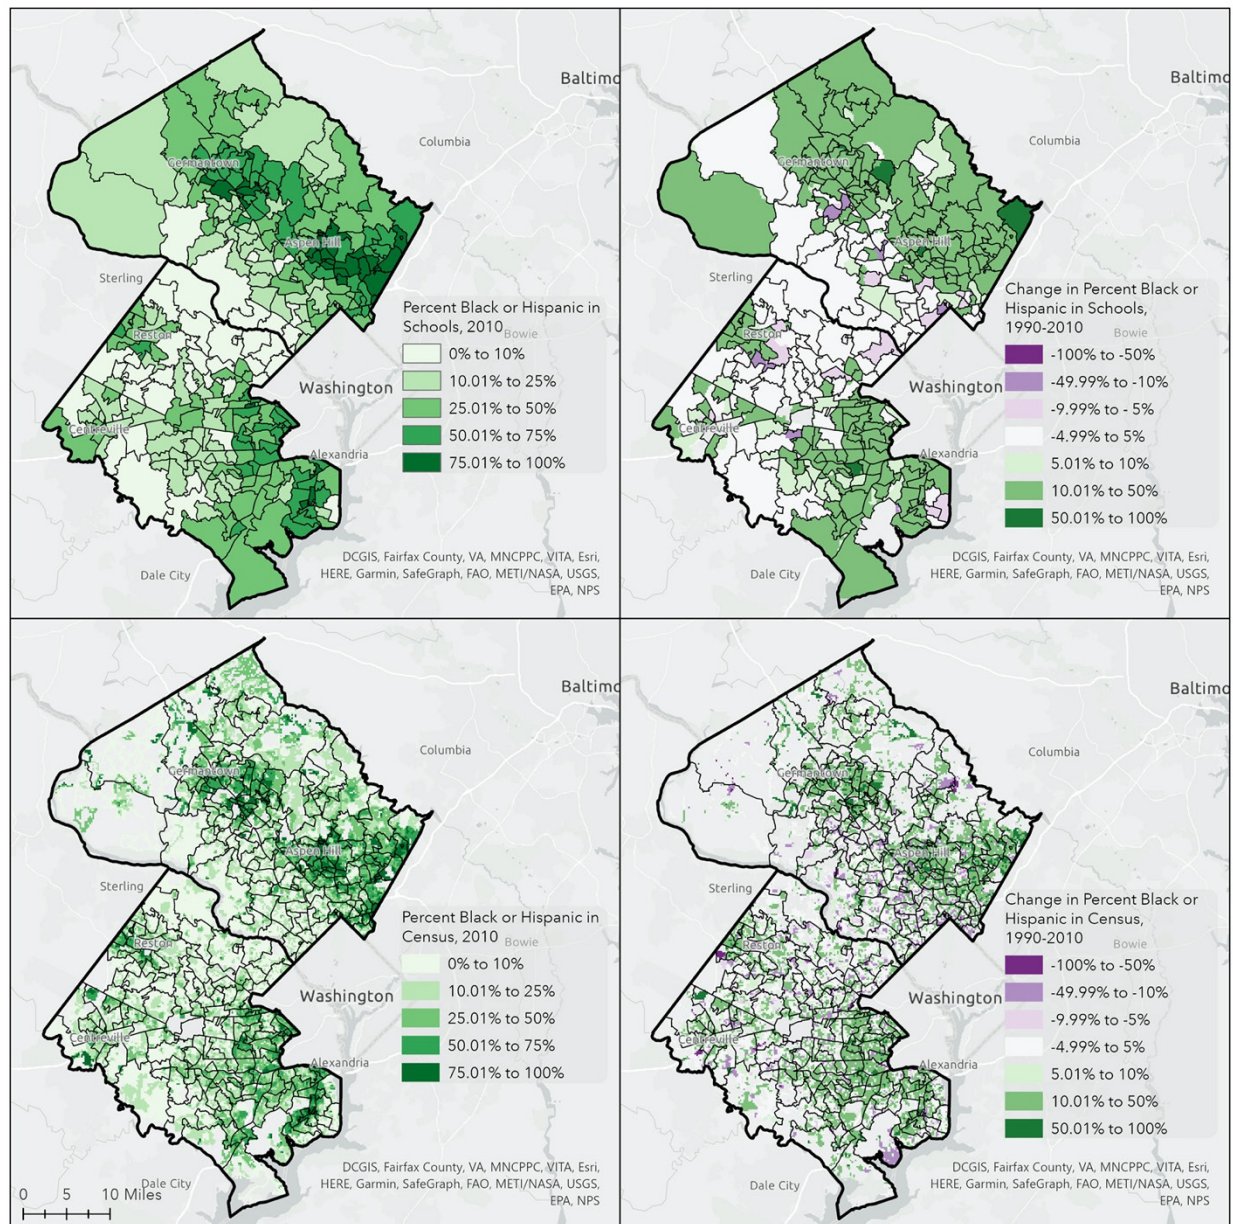 Baltimo
Columbia
Germantown
Aspen Hill
Sterling
Percent Black or Hispanic in
Schools, 2010
Bowie
Reston
0% to 10%
10.01% to 25%
25.01% to 50%
50.01% to 75%
75.01% to 100%
Washington
Centreville
Alexandria
Dale City
DCGIS, Fairfax County, VA, MNCPPC, VITA, Esri,
HERE, Garmin, SafeGraph, FAO, METI/NASA, USGS,
EPA, NPS
Baltimo
Columbia
Germantown
Aspen Hill
Sterling
Change in Percent Black or
Hispanic in Schools,
1990-2010
Bowie
Reston
-100% to -50%
-49.99% to -10%
-9.99% to - 5%
-4.99% to 5%
5.01% to 10%
10.01% to 50%
50.01% to 100%
Washington
Centreville
Alexandria
Dale City
DCGIS, Fairfax County, VA, MNCPPC, VITA, Esri,
HERE, Garmin, SafeGraph, FAO, METI/NASA, USGS,
EPA, NPS
Baltimo
Columbia
Germantown
Aspen Hill
Sterling
Percent Black or Hispanic in
Census, 2010
Bowie
Reston
0% to 10%
10.01% to 25%
25.01% to 50%
50.01% to 75%
75.01% to 100%
Washington
Centreville
Alexandria
DCGIS, Fairfax County, VA, MNCPPC, VITA, Esri,
HERE, Garmin, SafeGraph, FAO, METI/NASA, USGS,
EPA, NPS
Dale City
0 5 10 Miles
Baltimo
Columbia
Germantown
Aspen Hill
Sterling
Change in Percent Black or
Hispanic in Census,
1990-2010
Bowie
Reston
-100% to -50%
-49.99% to -10%
-9.99% to -5%
-4.99% to 5%
5.01% to 10%
10.01% to 50%
50.01% to 100%
Washington
Centreville
Alexandria
Dale City
DCGIS, Fairfax County, VA, MNCPPC, VITA, Esri,
HERE, Garmin, SafeGraph, FAO, METI/NASA, USGS,
EPA, NPS